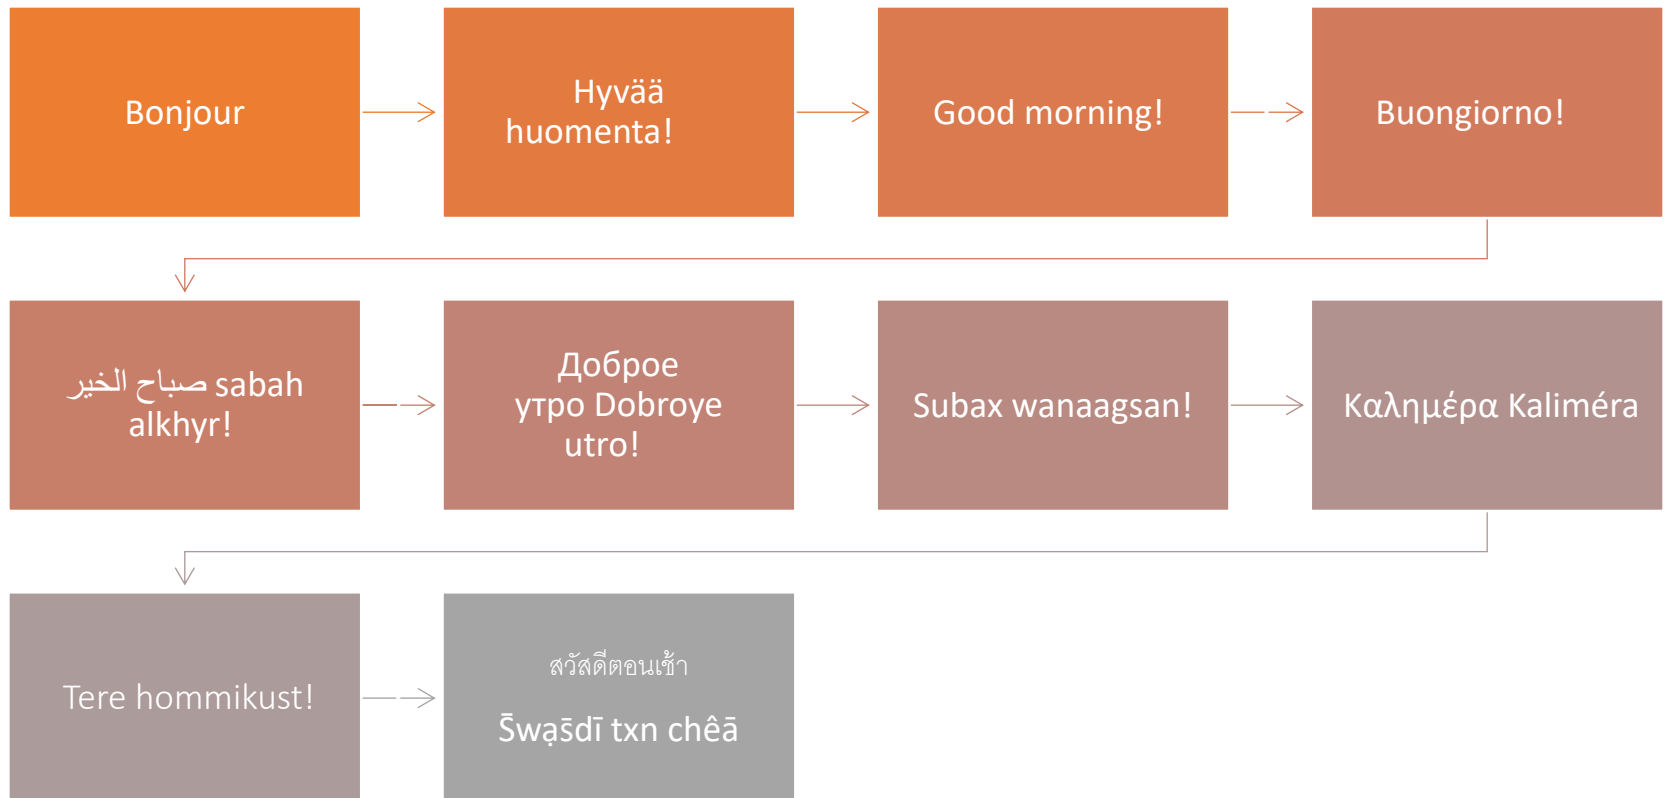 Bonjour
Hyvää
huomenta!
Good morning!
Buongiorno!
صباح الخير sabah
alkhyr!
Доброе
утро Dobroye
utro!
Subax wanaagsan!
Καλημέρα Kaliméra
Tere hommikust!
สวัสดีตอนเช้า
S̄wạs̄dī txn chêā